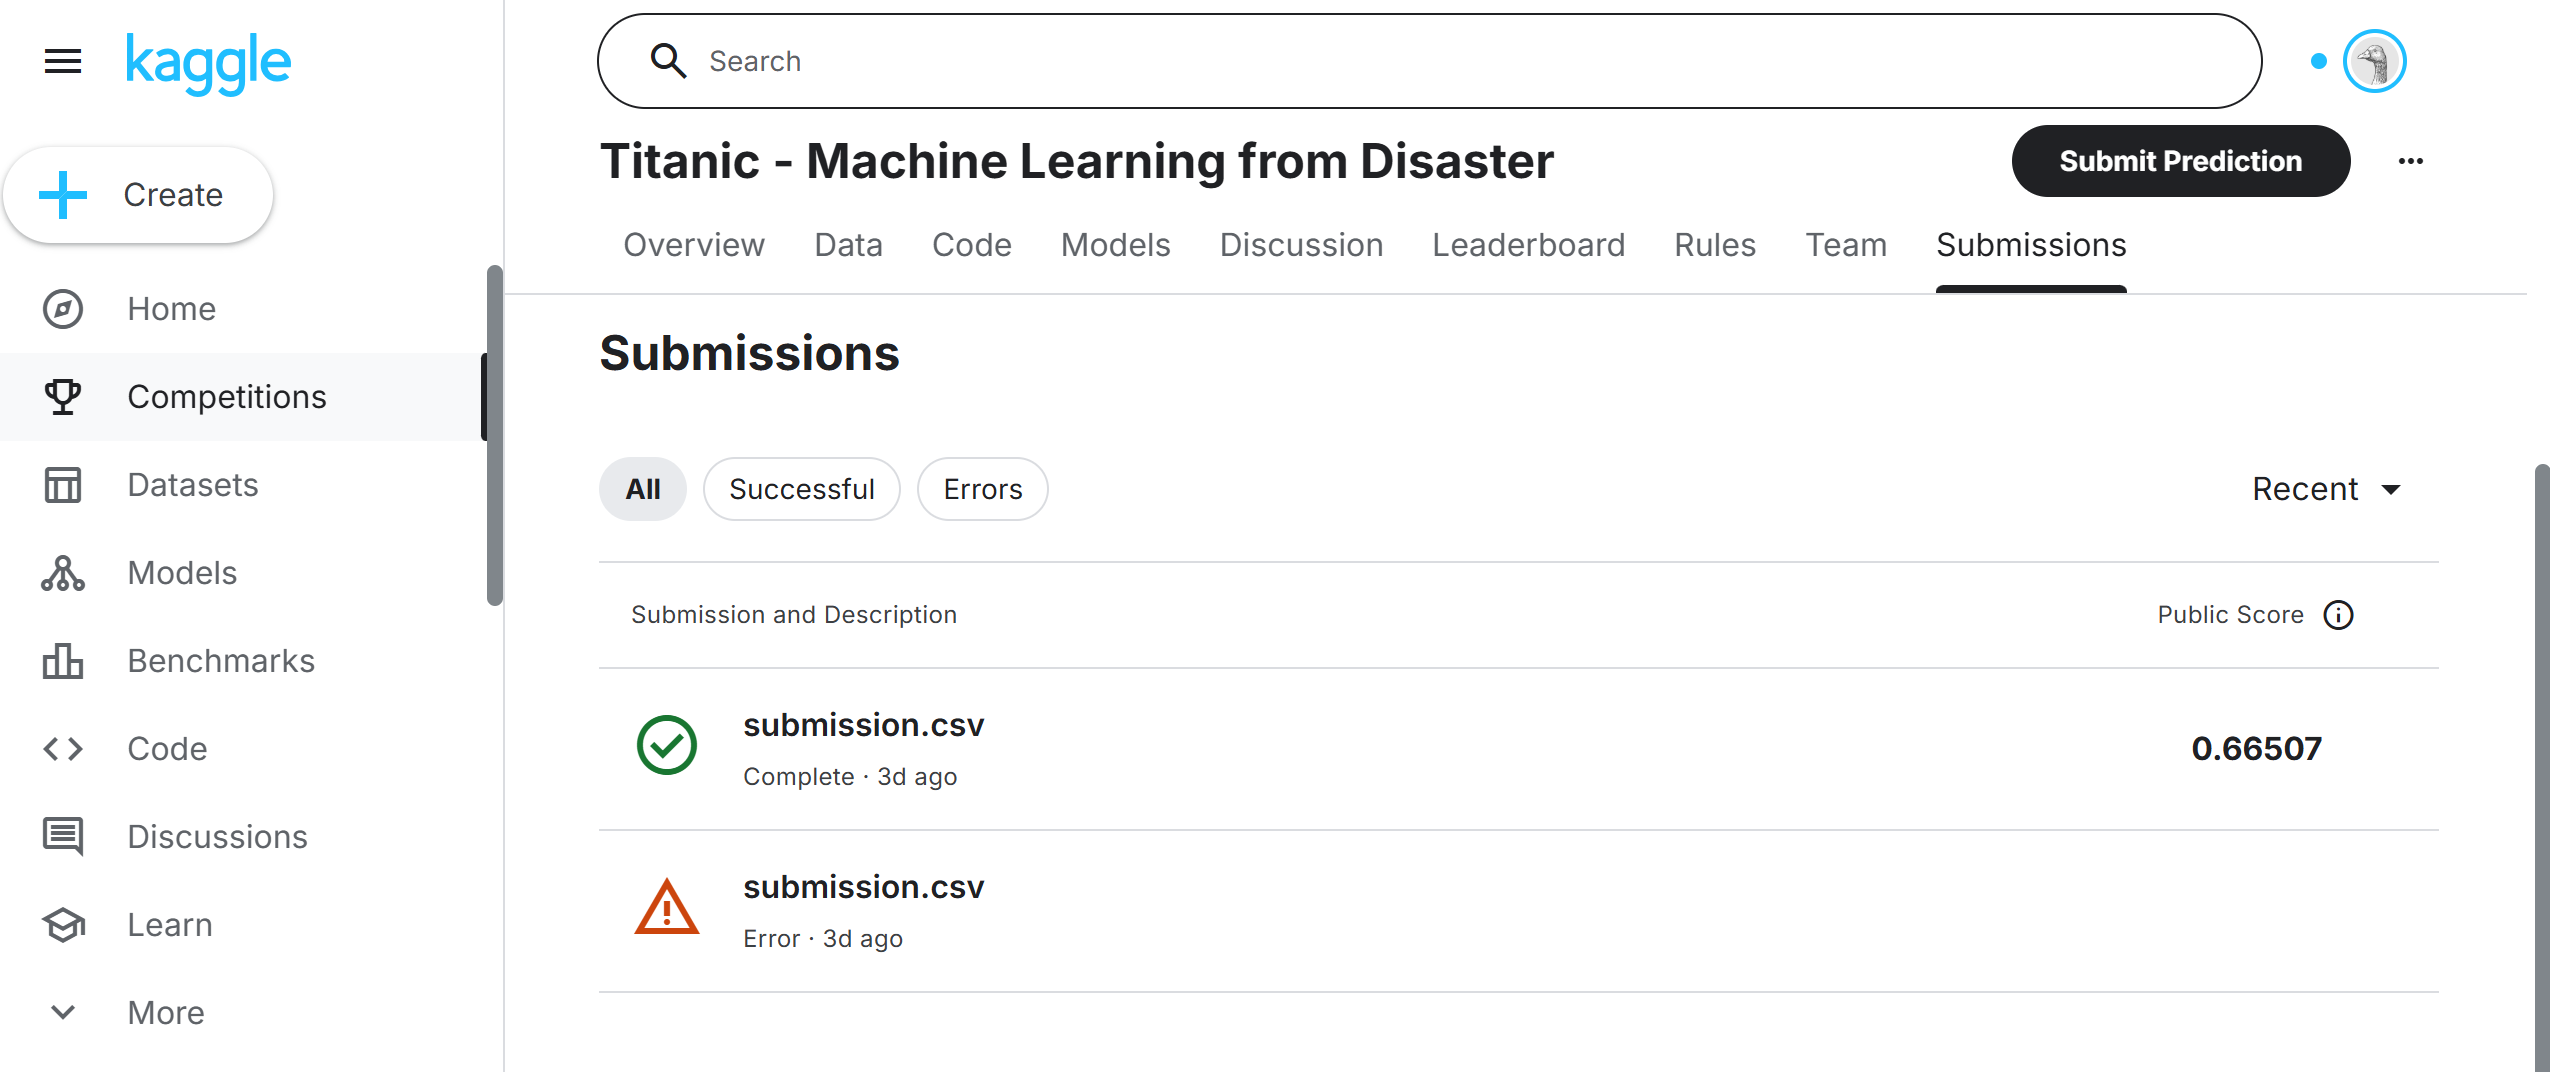 kaggle
Search
Create
Home
Competitions
Datasets
Models
Benchmarks
Code
Discussions
Learn
More
Titanic - Machine Learning from Disaster
Submit Prediction
Overview Data Code Models Discussion Leaderboard Rules Team Submissions
Submissions
All Successful Errors Recent
Submission and Description Public Score
submission.csv
Complete · 3d ago
0.66507
submission.csv
Error · 3d ago